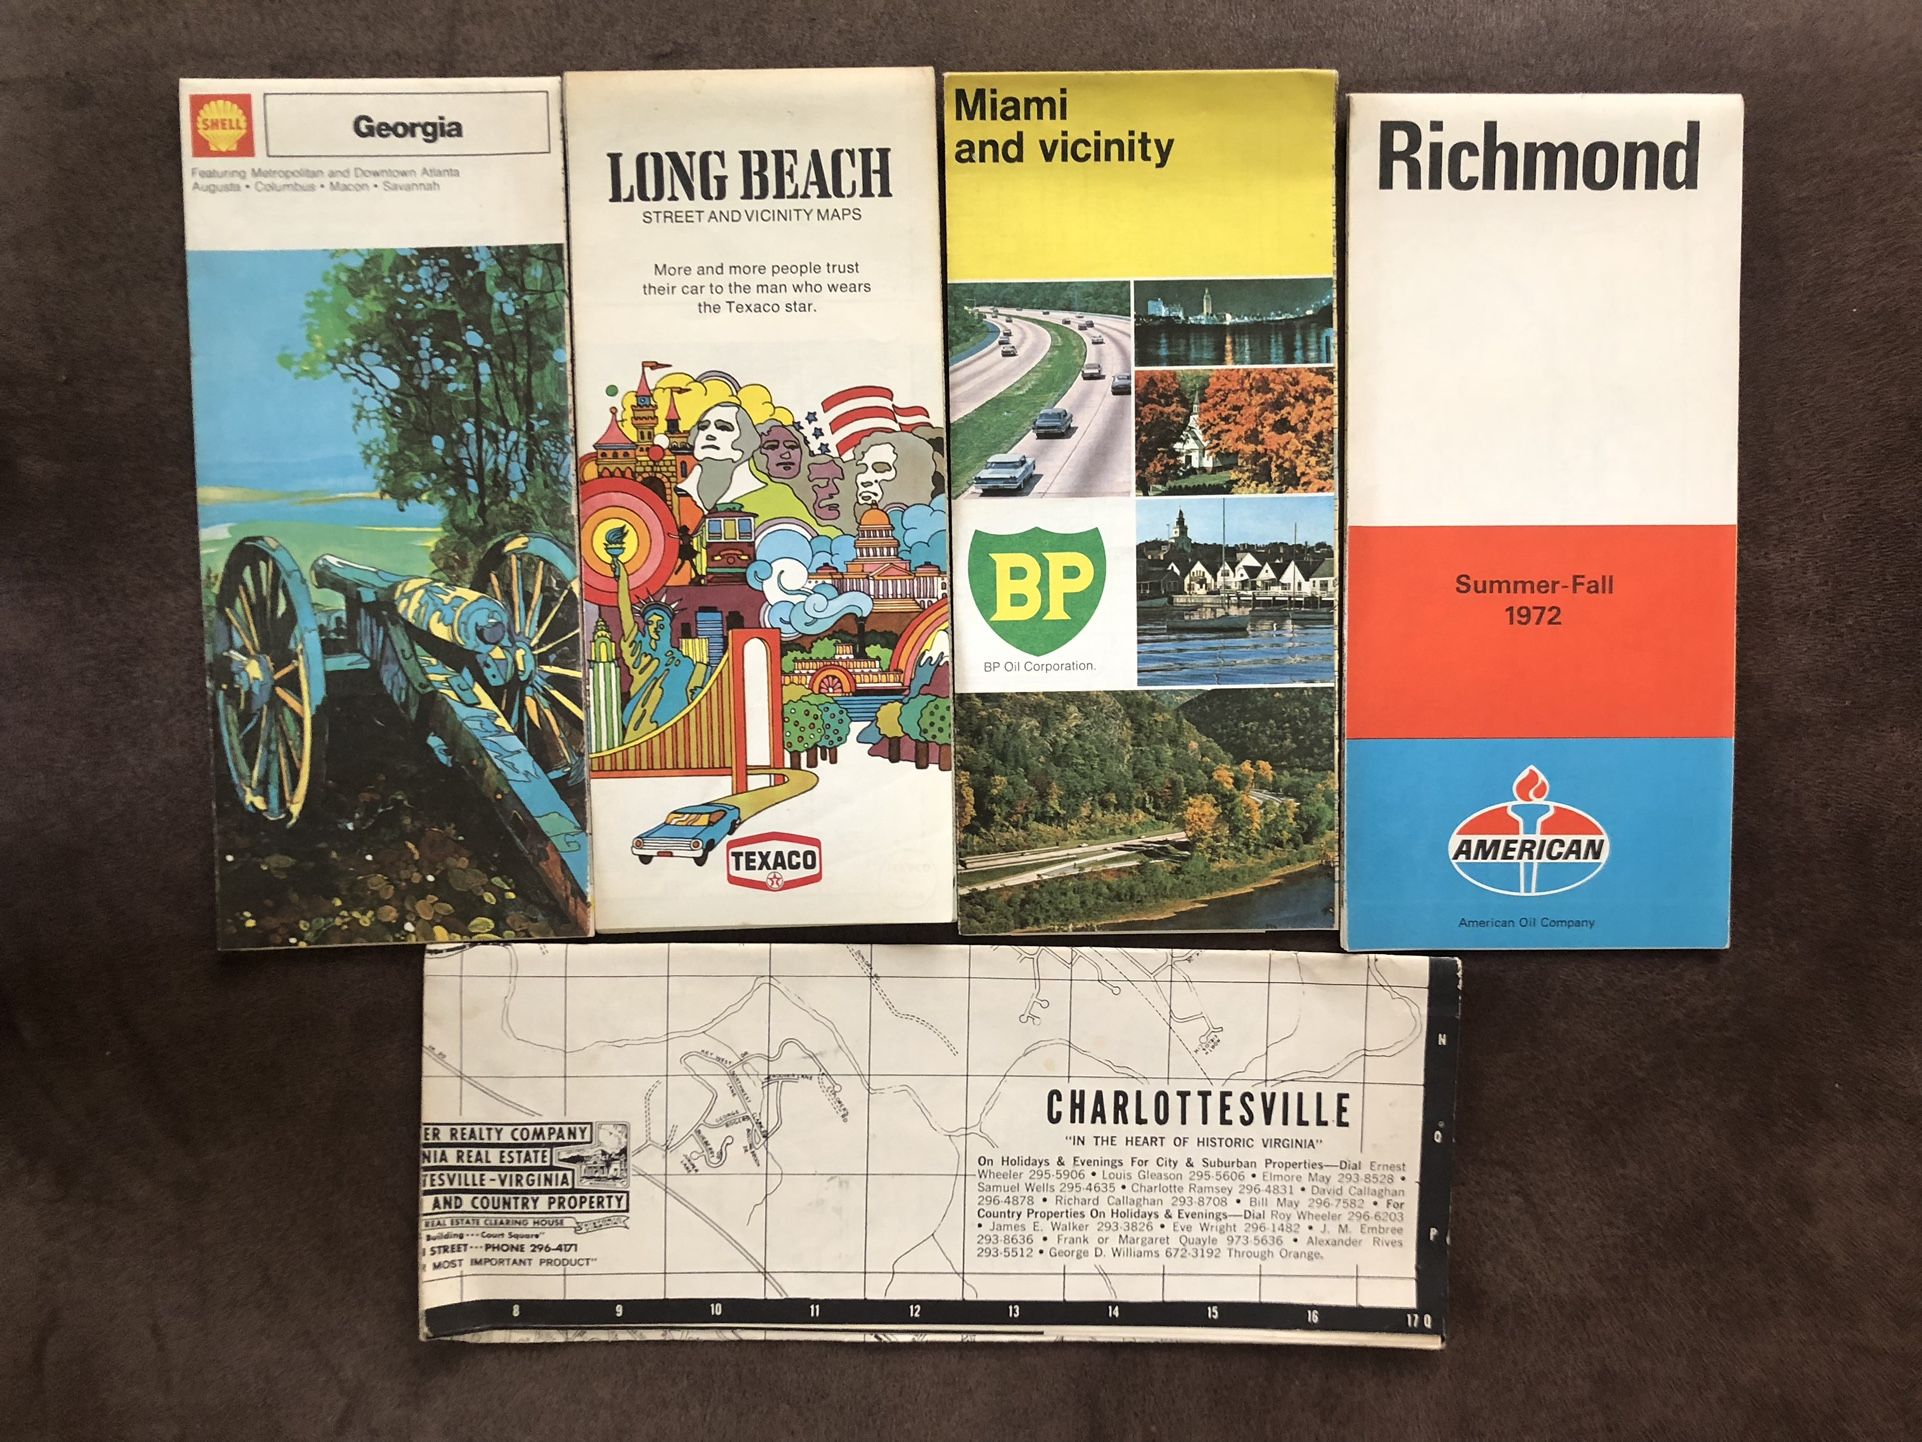 SHELL
Georgia
Featuring Metropolitan and Downtown Atlanta
Augusta • Columbus • Macon • Savannah
LONG BEACH
STREET AND VICINITY MAPS
More and more people trust
their car to the man who wears
the Texaco star.
TEXACO
Miami
and vicinity
BP
BP Oil Corporation.
Richmond
Summer-Fall
1972
AMERICAN
American Oil Company
ER REALTY COMPANY
NIA REAL ESTATE
TESVILLE-VIRGINIA
AND COUNTRY PROPERTY
REAL ESTATE CLEARING HOUSE
Building---Court Square"
STREET---PHONE 296-4171
MOST IMPORTANT PRODUCT"
KEY WEST
GEORGE
ROGERS
CHARLOTTESVILLE
"IN THE HEART OF HISTORIC VIRGINIA"
On Holidays & Evenings For City & Suburban Properties—Dial Ernest
Wheeler 295-5906 • Louis Gleason 295-5606 • Elmore May 293-8528 •
Samuel Wells 295-4635 • Charlotte Ramsey 296-4831 • David Callaghan
296-4878 • Richard Callaghan 293-8708 • Bill May 296-7582 • For
Country Properties On Holidays & Evenings—Dial Roy Wheeler 296-6203
• James E. Walker 293-3826 • Eve Wright 296-1482 • J. M. Embree
293-8636 • Frank or Margaret Quayle 973-5636 • Alexander Rives
293-5512 • George D. Williams 672-3192 Through Orange.
N
O
P
8 9 10 11 12 13 14 15 16 17 Q